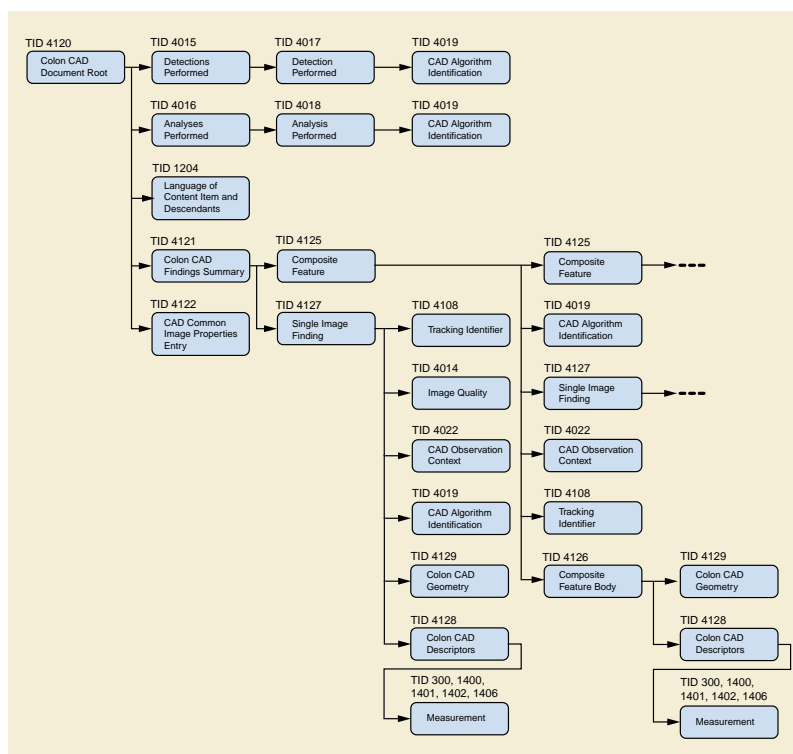 TID 4120
Colon CAD
Document Root
TID 4015
Detections
Performed
TID 4017
Detection
Performed
TID 4019
CAD Algorithm
Identification
TID 4016
Analyses
Performed
TID 4018
Analysis
Performed
TID 4019
CAD Algorithm
Identification
TID 1204
Language of
Content Item and
Descendants
TID 4121
Colon CAD
Findings Summary
TID 4125
Composite
Feature
TID 4125
Composite
Feature
TID 4122
CAD Common
Image Properties
Entry
TID 4127
Single Image
Finding
TID 4108
Tracking Identifier
TID 4019
CAD Algorithm
Identification
TID 4014
Image Quality
TID 4127
Single Image
Finding
TID 4022
CAD Observation
Context
TID 4022
CAD Observation
Context
TID 4019
CAD Algorithm
Identification
TID 4108
Tracking
Identifier
TID 4129
Colon CAD
Geometry
TID 4126
Composite
Feature Body
TID 4129
Colon CAD
Geometry
TID 4128
Colon CAD
Descriptors
TID 4128
Colon CAD
Descriptors
TID 300, 1400,
1401, 1402, 1406
Measurement
TID 300, 1400,
1401, 1402, 1406
Measurement